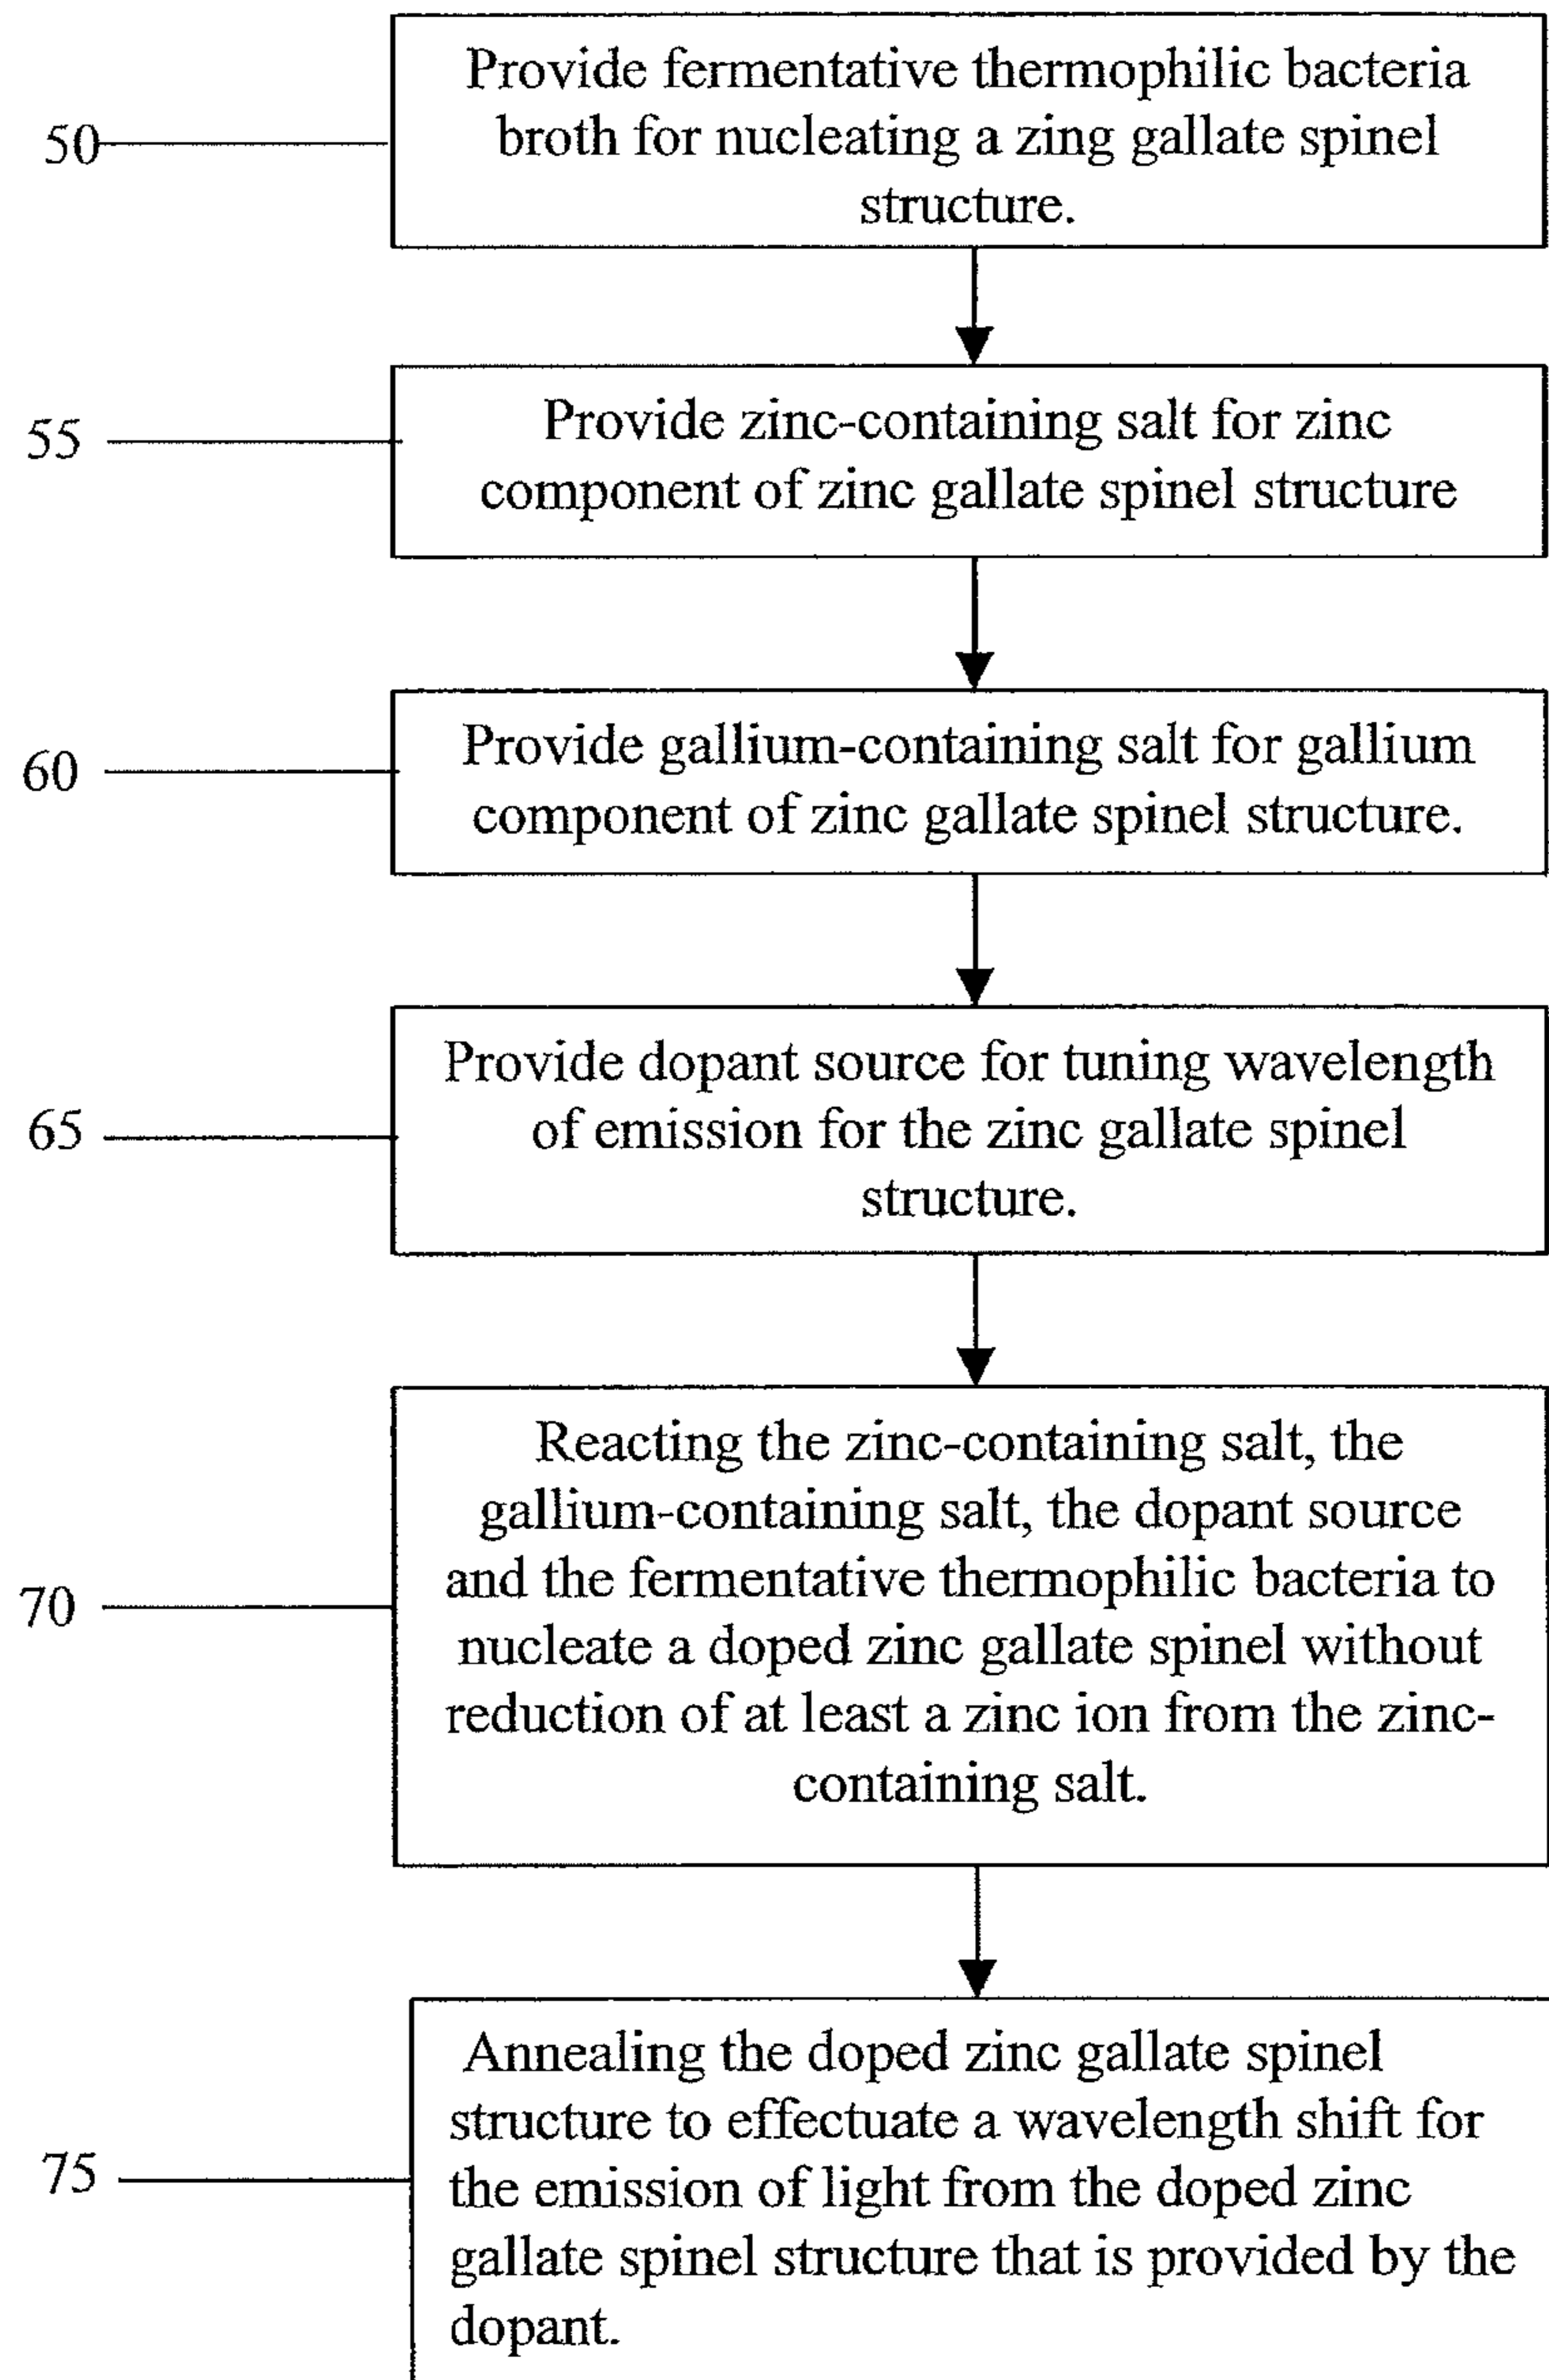 50
Provide fermentative thermophilic bacteria
broth for nucleating a zing gallate spinel
structure.
55
Provide zinc-containing salt for zinc
component of zinc gallate spinel structure
60
Provide gallium-containing salt for gallium
component of zinc gallate spinel structure.
65
Provide dopant source for tuning wavelength
of emission for the zinc gallate spinel
structure.
70
Reacting the zinc-containing salt, the
gallium-containing salt, the dopant source
and the fermentative thermophilic bacteria to
nucleate a doped zinc gallate spinel without
reduction of at least a zinc ion from the zinc-
containing salt.
75
Annealing the doped zinc gallate spinel
structure to effectuate a wavelength shift for
the emission of light from the doped zinc
gallate spinel structure that is provided by the
dopant.